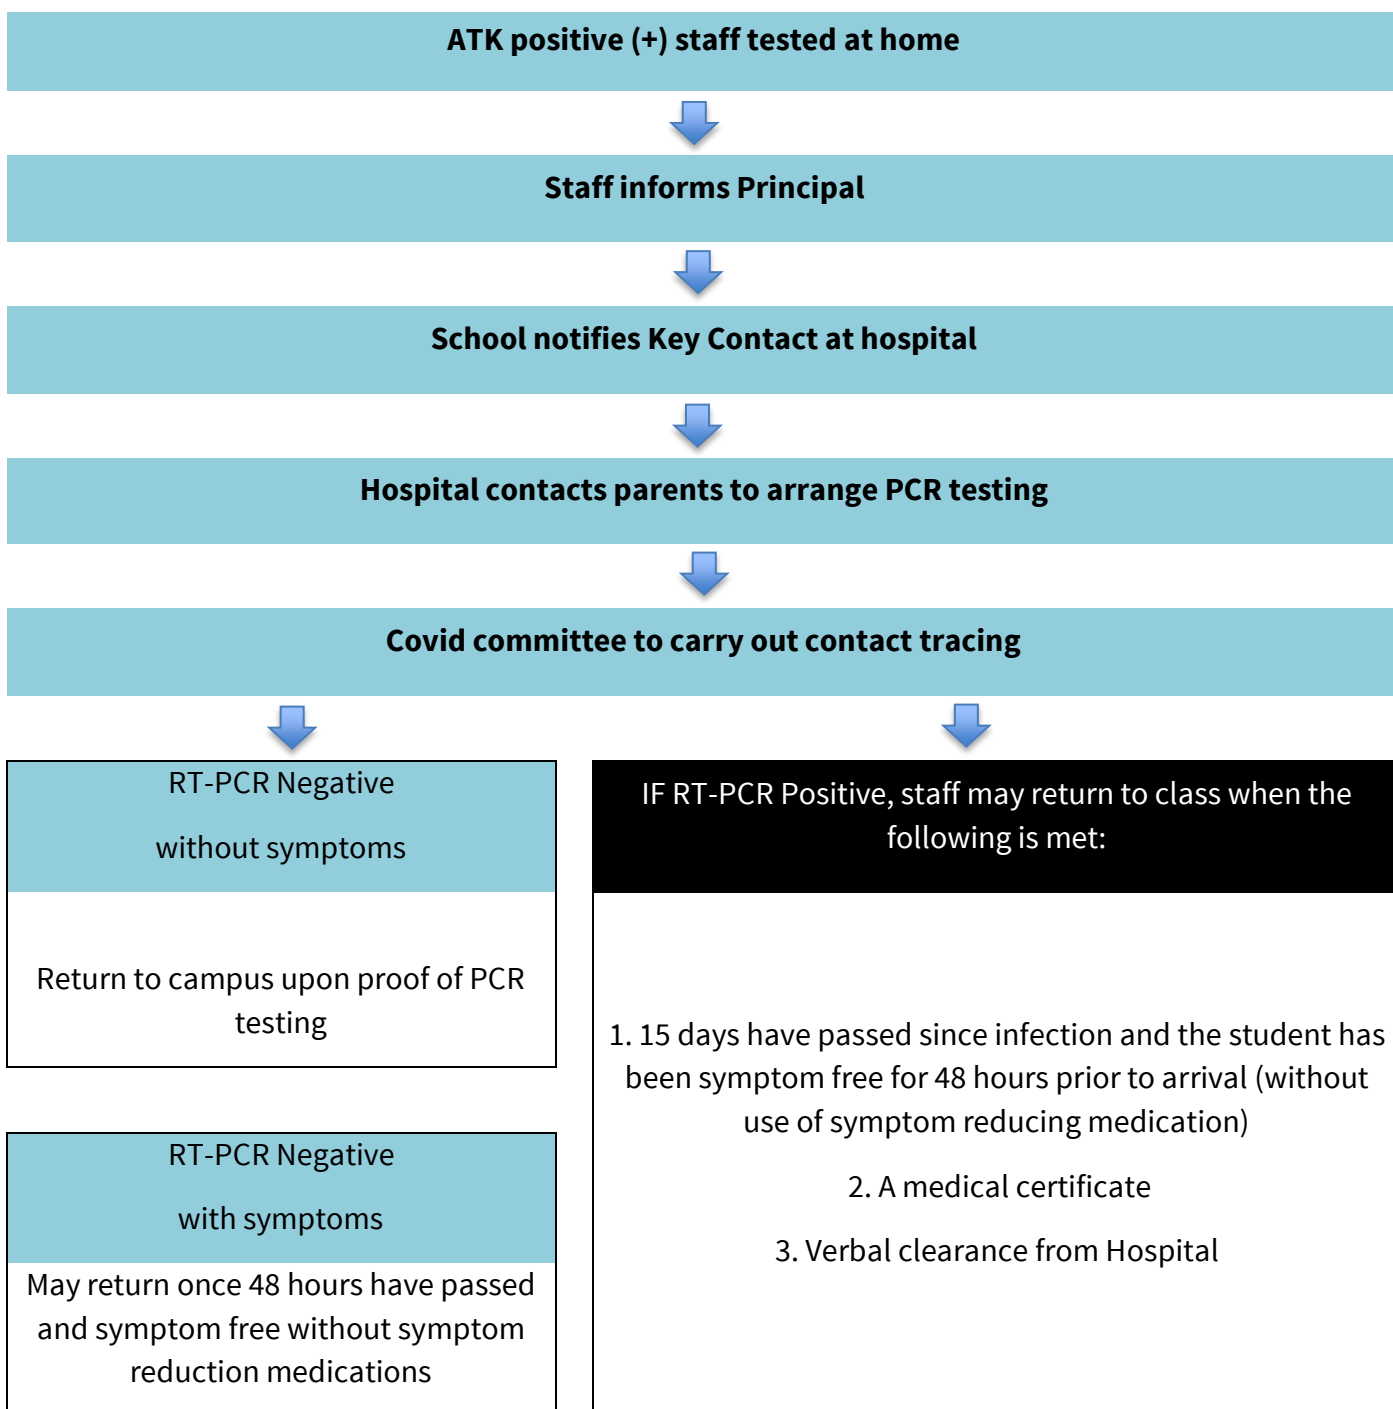 ATK positive (+) staff tested at home
Staff informs Principal
School notifies Key Contact at hospital
Hospital contacts parents to arrange PCR testing
Covid committee to carry out contact tracing
RT-PCR Negative
without symptoms
Return to campus upon proof of PCR
testing
RT-PCR Negative
with symptoms
May return once 48 hours have passed
and symptom free without symptom
reduction medications
IF RT-PCR Positive, staff may return to class when the
following is met:
1. 15 days have passed since infection and the student has
been symptom free for 48 hours prior to arrival (without
use of symptom reducing medication)
2. A medical certificate
3. Verbal clearance from Hospital